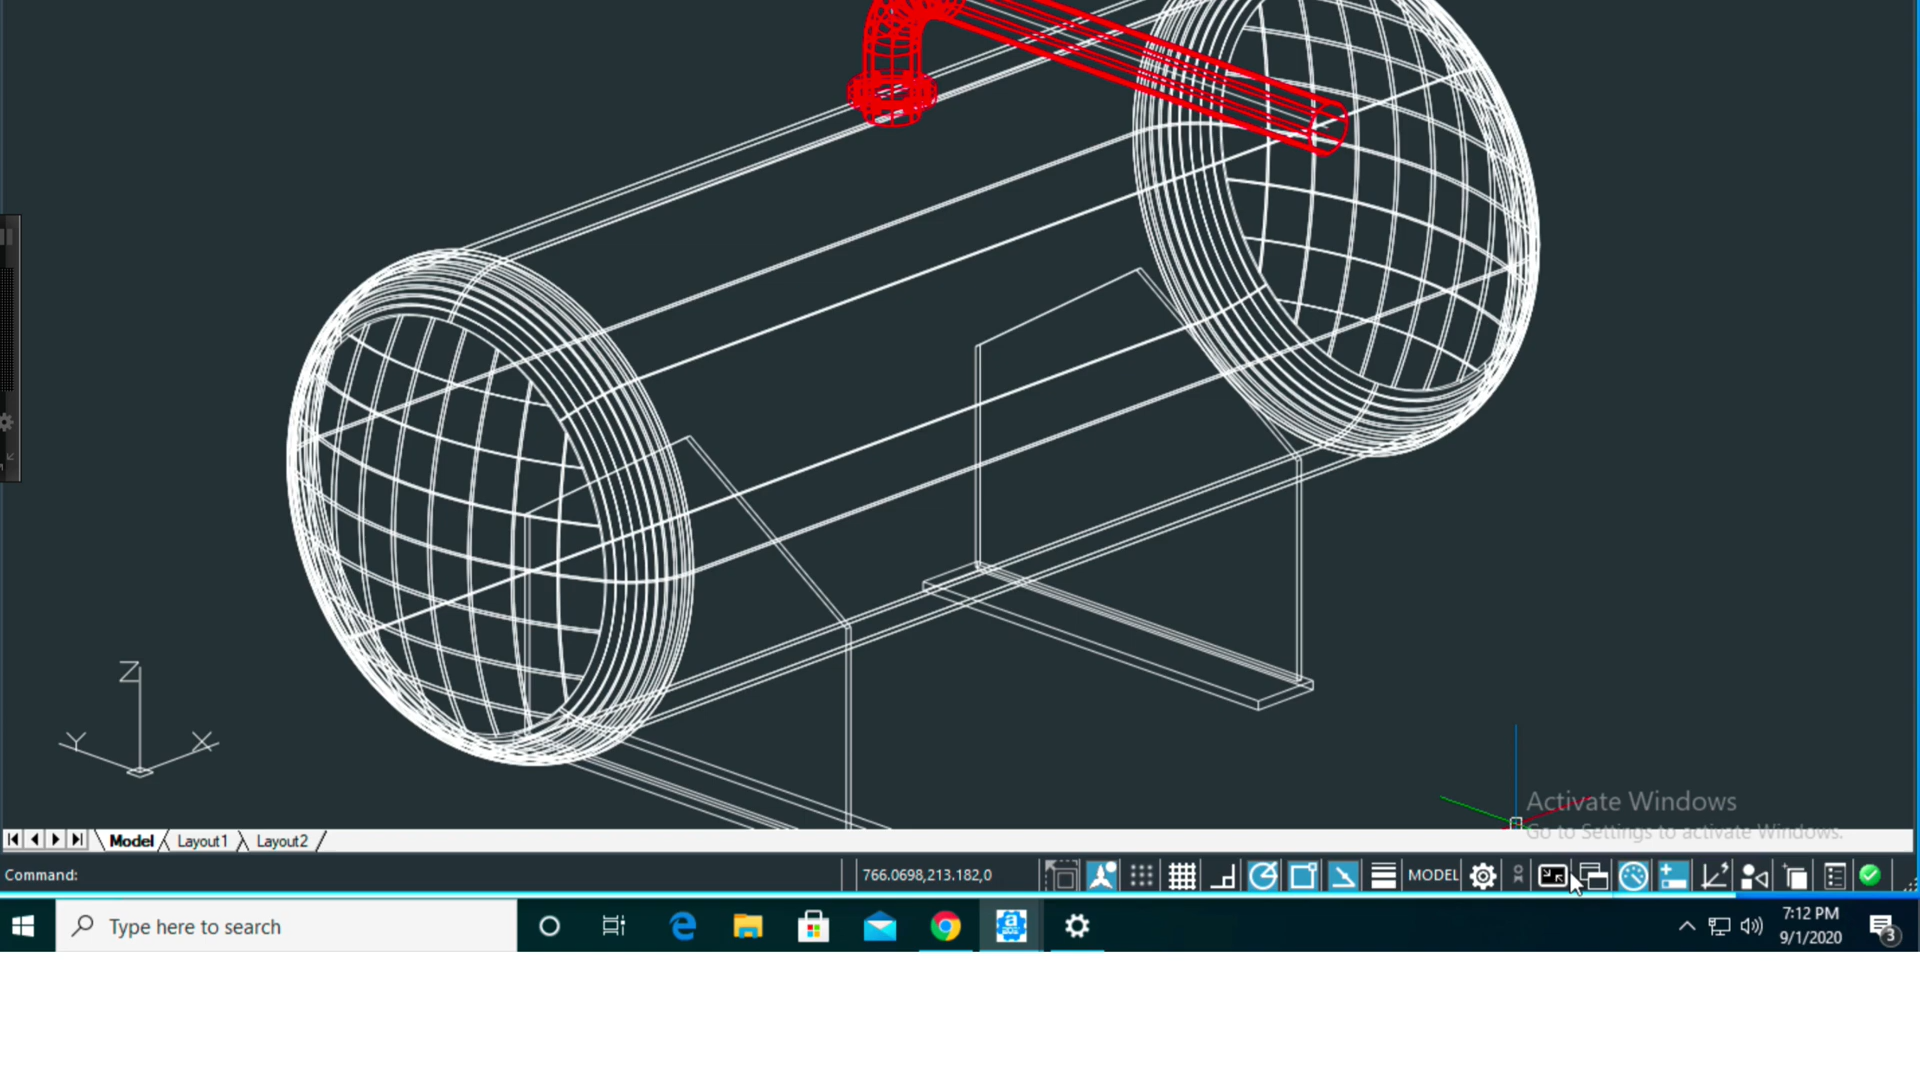 Z
Y
X
Activate Windows
Go to Settings to activate Windows.
Model
Layout1
Layout2
Command:
766.0698,213.182,0
MODEL
Type here to search
7:12 PM
9/1/2020
3